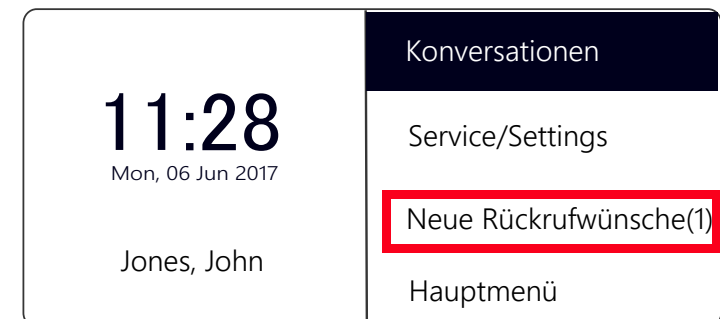 11:28
Mon, 06 Jun 2017
Jones, John
Konversationen
Service/Settings
Neue Rückrufwünsche(1)
Hauptmenü